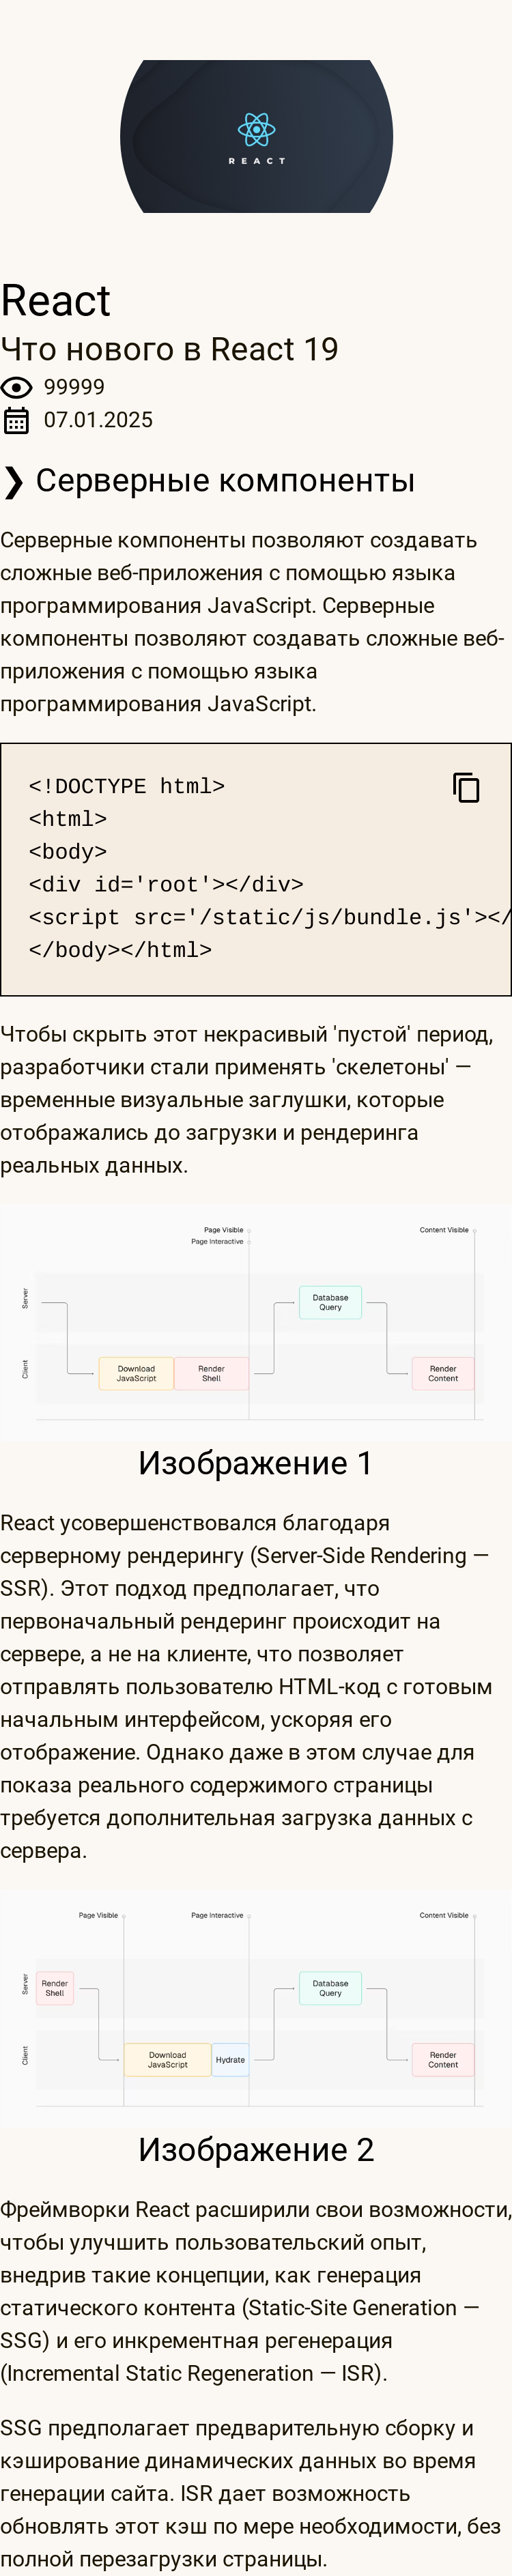 REACT
React
Что нового в React 19
99999
07.01.2025
❯ Серверные компоненты
Серверные компоненты позволяют создавать
сложные веб-приложения с помощью языка
программирования JavaScript. Серверные
компоненты позволяют создавать сложные веб-
приложения с помощью языка
программирования JavaScript.
<!DOCTYPE html>
<html>
<body>
<div id='root'></div>
<script src='/static/js/bundle.js'></
</body></html>
Чтобы скрыть этот некрасивый 'пустой' период,
разработчики стали применять 'скелетоны' —
временные визуальные заглушки, которые
отображались до загрузки и рендеринга
реальных данных.
Page Visible
Content Visible
Page Interactive
Server
Database
Query
Client
Download
JavaScript
Render
Shell
Render
Content
Изображение 1
React усовершенствовался благодаря
серверному рендерингу (Server-Side Rendering —
SSR). Этот подход предполагает, что
первоначальный рендеринг происходит на
сервере, а не на клиенте, что позволяет
отправлять пользователю HTML-код с готовым
начальным интерфейсом, ускоряя его
отображение. Однако даже в этом случае для
показа реального содержимого страницы
требуется дополнительная загрузка данных с
сервера.
Page Visible
Page Interactive
Content Visible
Server
Render
Shell
Database
Query
Client
Download
JavaScript
Hydrate
Render
Content
Изображение 2
Фреймворки React расширили свои возможности,
чтобы улучшить пользовательский опыт,
внедрив такие концепции, как генерация
статического контента (Static-Site Generation —
SSG) и его инкрементная регенерация
(Incremental Static Regeneration — ISR).
SSG предполагает предварительную сборку и
кэширование динамических данных во время
генерации сайта. ISR дает возможность
обновлять этот кэш по мере необходимости, без
полной перезагрузки страницы.